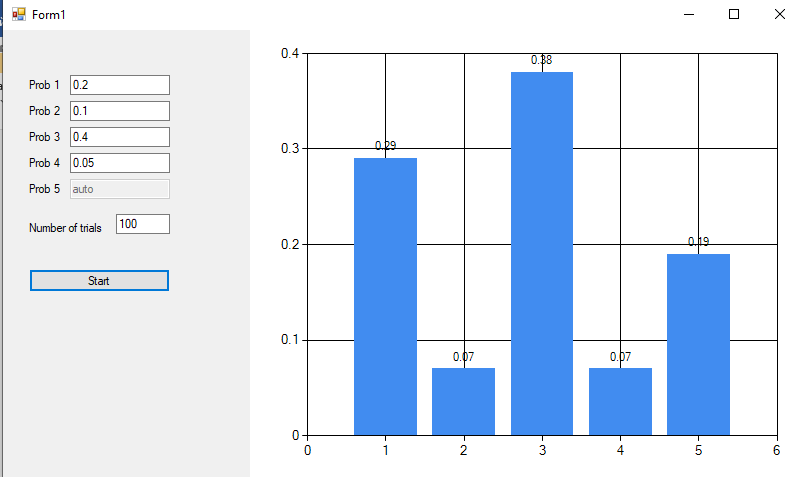 Form1
Prob 1 0.2
Prob 2 0.1
Prob 3 0.4
Prob 4 0.05
Prob 5 auto
Number of trials 100
Start
0.4
0.3
0.2
0.1
0
0.29
0.07
0.38
0.07
0.19
0 1 2 3 4 5 6